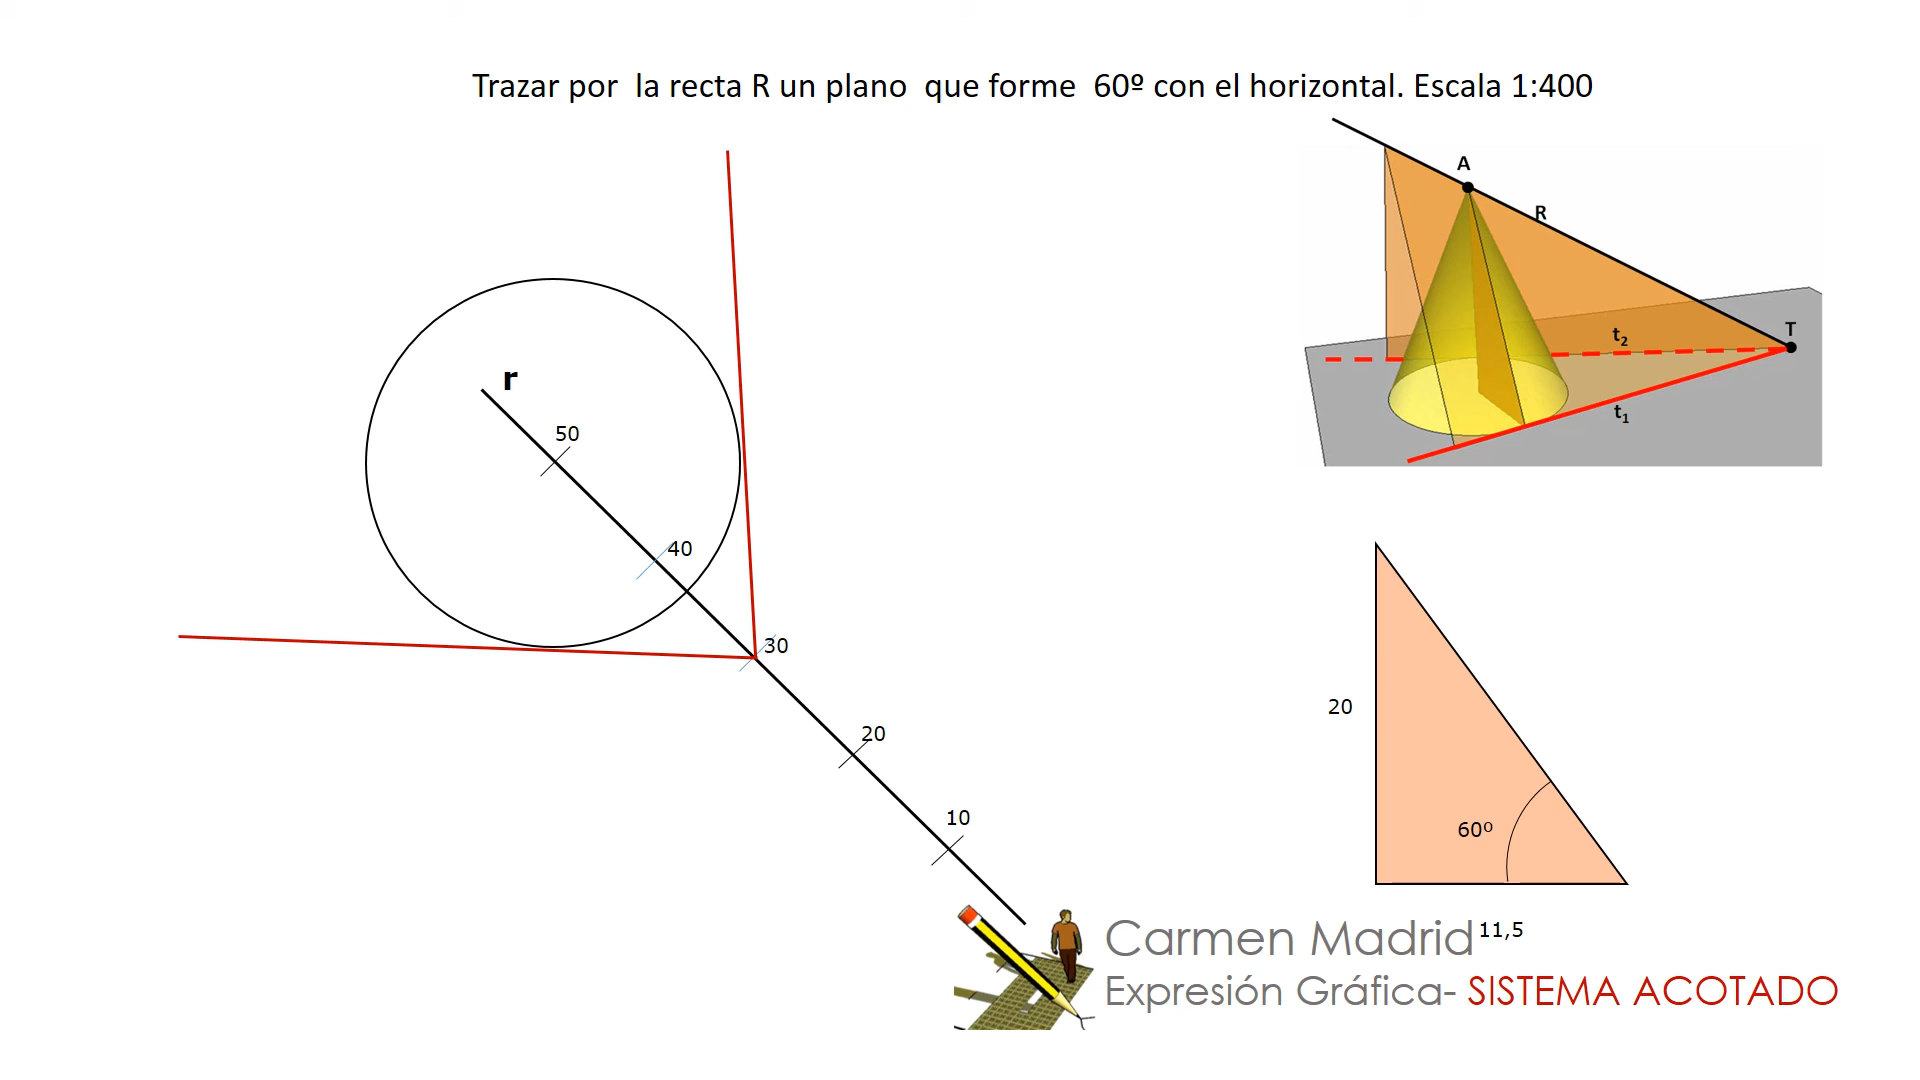 Trazar por la recta R un plano que forme 60º con el horizontal. Escala 1:400
A
R
T
t2
t1
r
50
40
30
20
10
20
60º
11,5
Carmen Madrid
Expresión Gráfica- SISTEMA ACOTADO